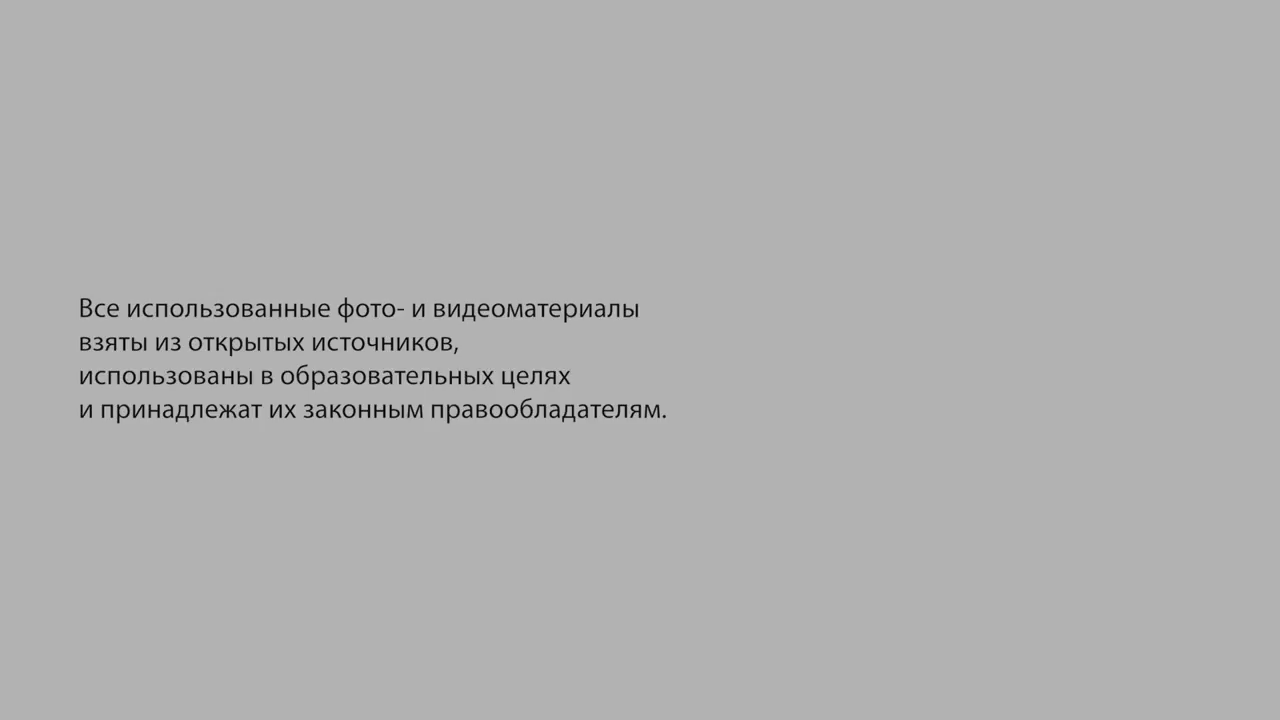 Все использованные фото- и видеоматериалы
взяты из открытых источников,
использованы в образовательных целях
и принадлежат их законным правообладателям.